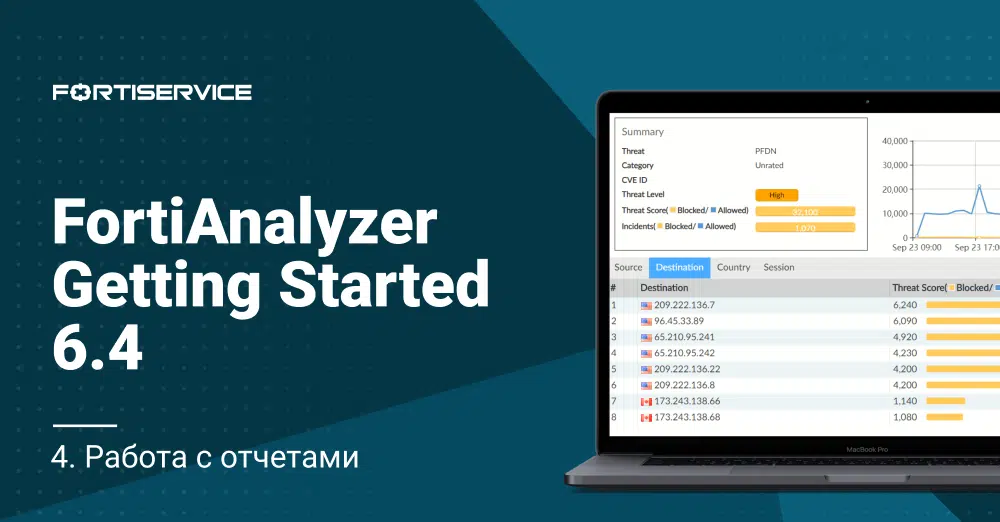 FORTISERVICE
FortiAnalyzer
Getting Started
6.4
4. Работа с отчетами
Summary
Threat PFDN
Category Unrated
CVE ID
Threat Level High
Threat Score( Blocked/ Allowed) 32,100
Incidents( Blocked/ Allowed) 1,070
40,000
30,000
20,000
10,000
0
Sep 23 09:00 Sep 23 17:0
Source Destination Country Session
# Destination Threat Score( Blocked/
1 209.222.136.7 6,240
2 96.45.33.89 6,090
3 65.210.95.241 4,920
4 65.210.95.242 4,230
5 209.222.136.22 4,200
6 209.222.136.8 4,200
7 173.243.138.66 1,140
8 173.243.138.68 1,080
MacBook Pro